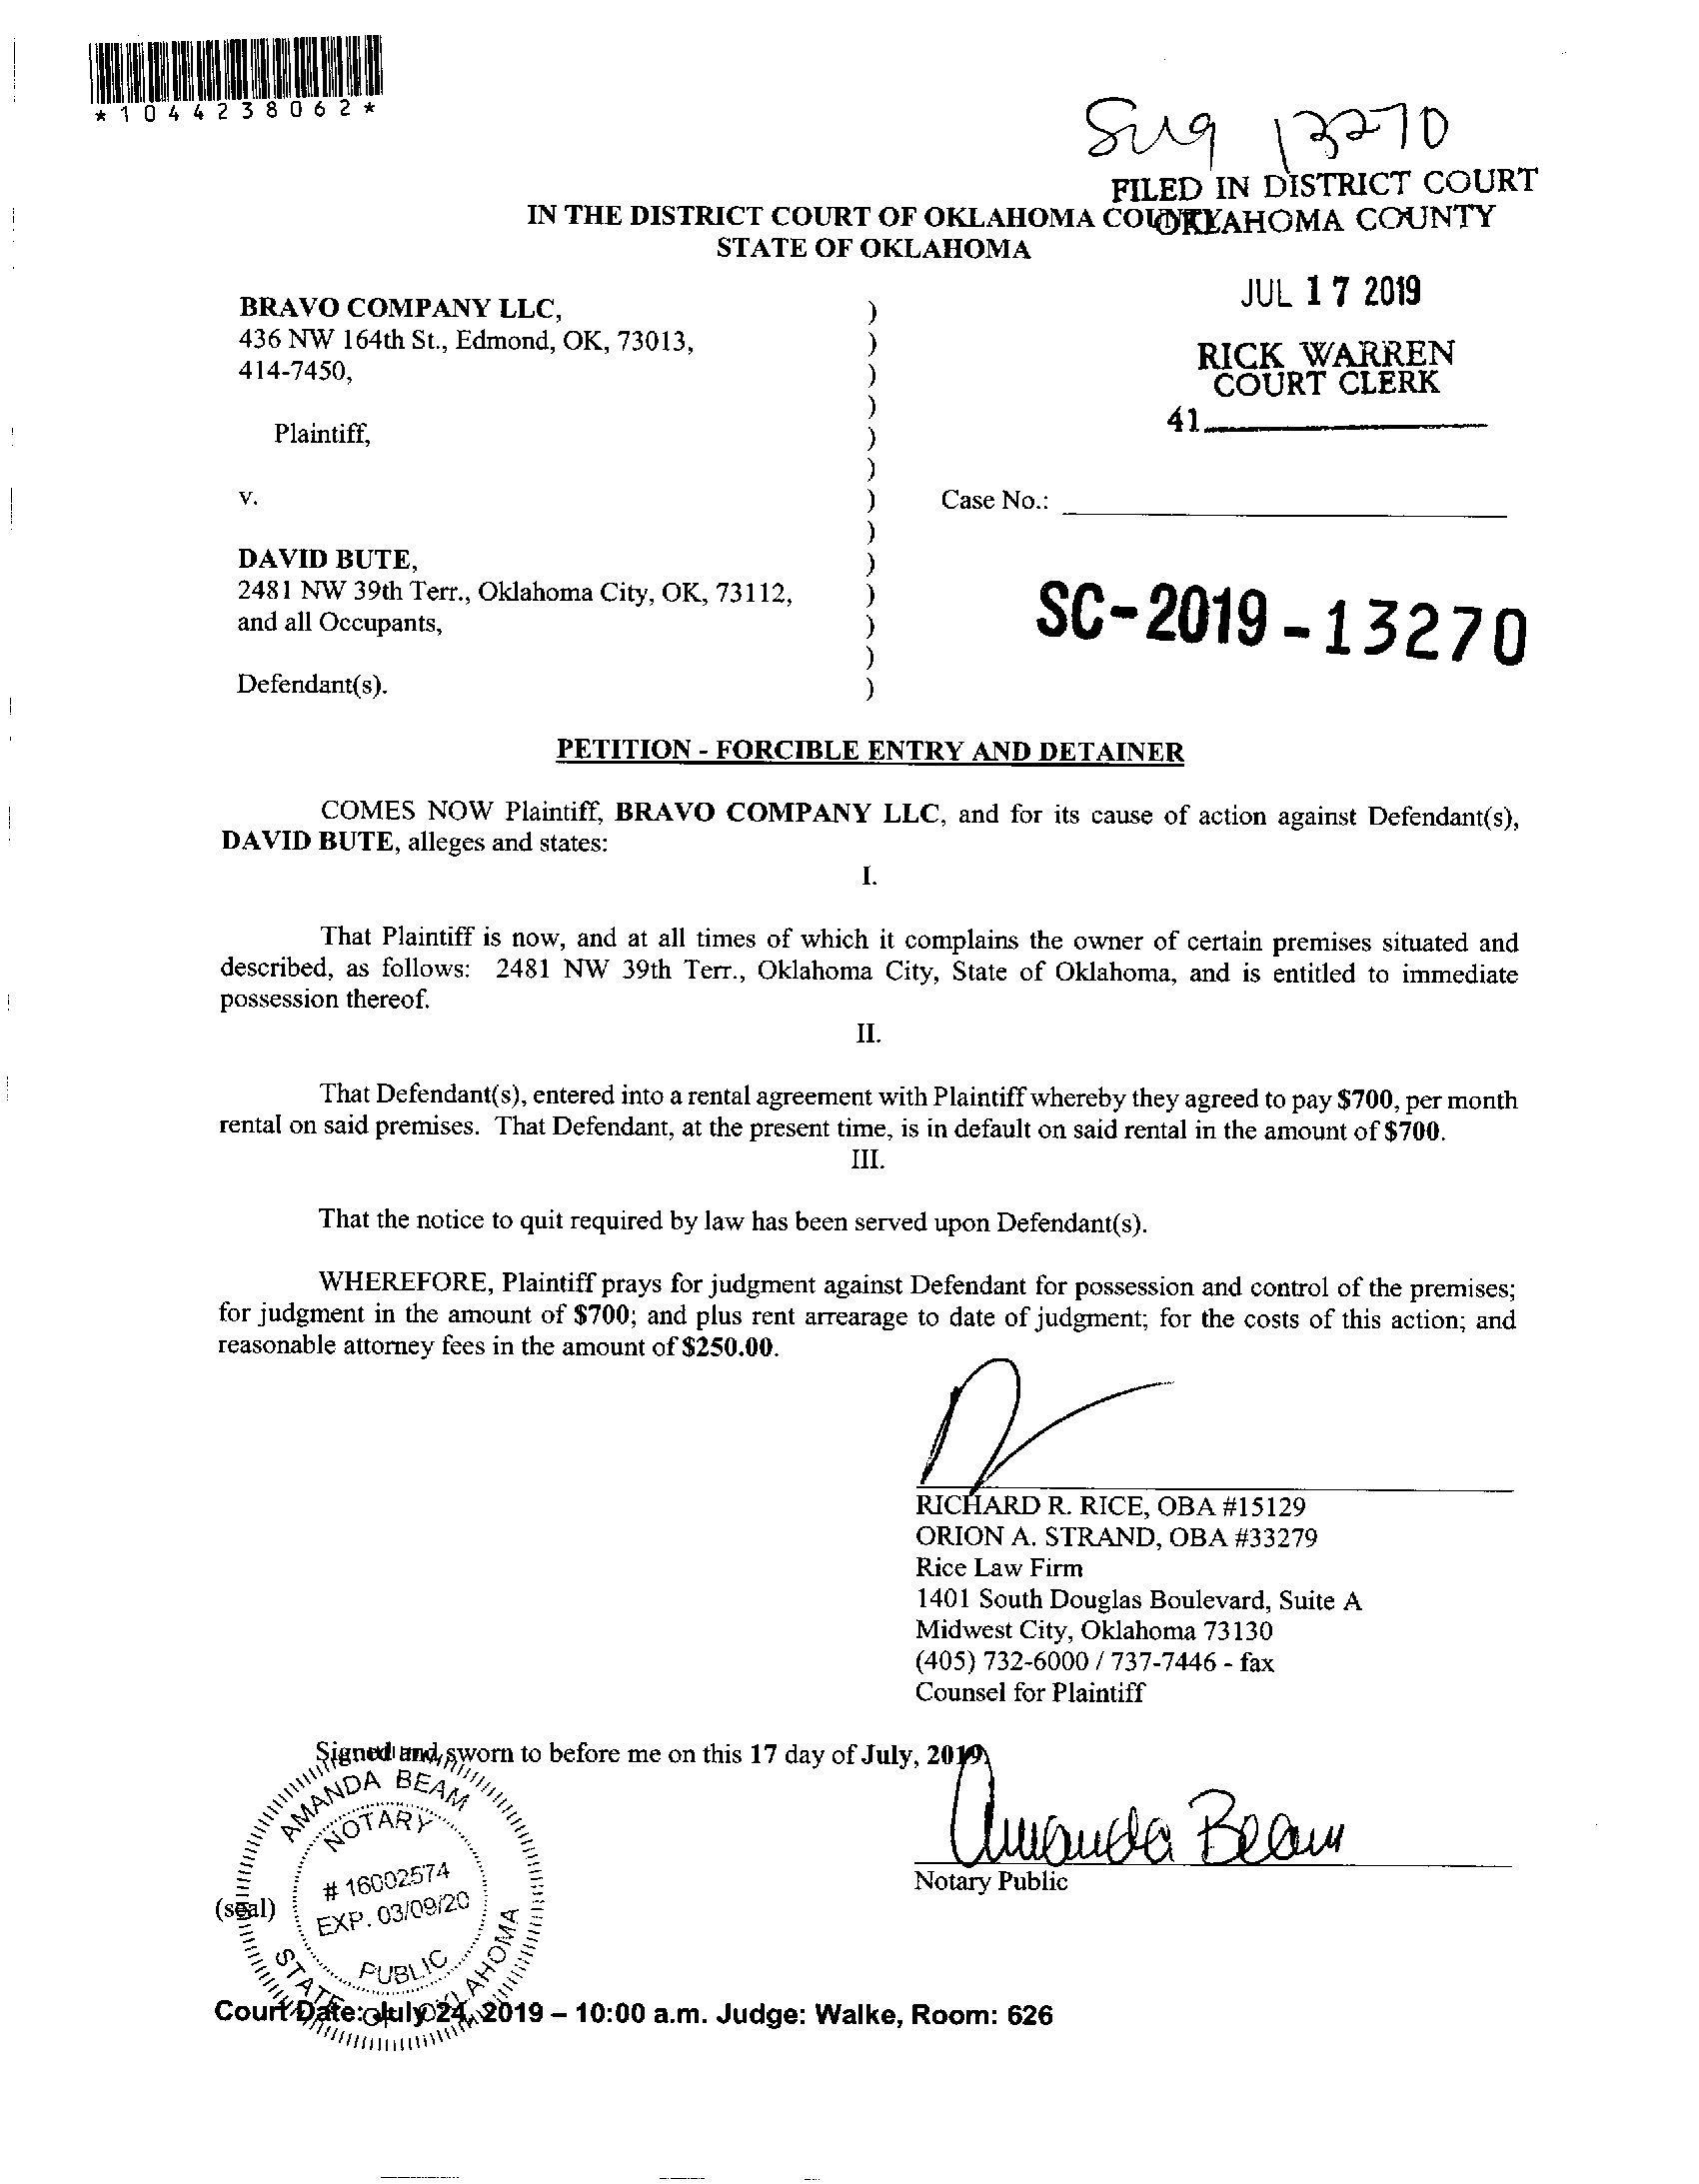 *1044238062*
13270
FILED IN DISTRICT COURT
OKLAHOMA COUNTY
IN THE DISTRICT COURT OF OKLAHOMA COUNTY
STATE OF OKLAHOMA
JUL 17 2019
RICK WARREN
COURT CLERK
41
BRAVO COMPANY LLC,
436 NW 164th St., Edmond, OK, 73013,
414-7450,
Plaintiff,
v.
Case No.:
DAVID BUTE,
2481 NW 39th Terr., Oklahoma City, OK, 73112,
and all Occupants,
Defendant(s).
)
)
)
)
)
)
)
)
)
)
)
)
)
SC-2019-13270
PETITION - FORCIBLE ENTRY AND DETAINER
COMES NOW Plaintiff, BRAVO COMPANY LLC, and for its cause of action against Defendant(s),
DAVID BUTE, alleges and states:
I.
That Plaintiff is now, and at all times of which it complains the owner of certain premises situated and
described, as follows: 2481 NW 39th Terr., Oklahoma City, State of Oklahoma, and is entitled to immediate
possession thereof.
II.
That Defendant(s), entered into a rental agreement with Plaintiff whereby they agreed to pay $700, per month
rental on said premises. That Defendant, at the present time, is in default on said rental in the amount of $700.
III.
That the notice to quit required by law has been served upon Defendant(s).
WHEREFORE, Plaintiff prays for judgment against Defendant for possession and control of the premises;
for judgment in the amount of $700; and plus rent arrearage to date of judgment; for the costs of this action; and
reasonable attorney fees in the amount of $250.00.
RICHARD R. RICE, OBA #15129
ORION A. STRAND, OBA #33279
Rice Law Firm
1401 South Douglas Boulevard, Suite A
Midwest City, Oklahoma 73130
(405) 732-6000 / 737-7446 - fax
Counsel for Plaintiff
Signed and sworn to before me on this 17 day of July, 2019.
Amanda Beam
Notary Public
(seal)
AMANDA BEAM
NOTARY
# 16002574
EXP. 03/09/20
PUBLIC
STATE OF OKLAHOMA
Court Date: July 24, 2019 – 10:00 a.m. Judge: Walke, Room: 626